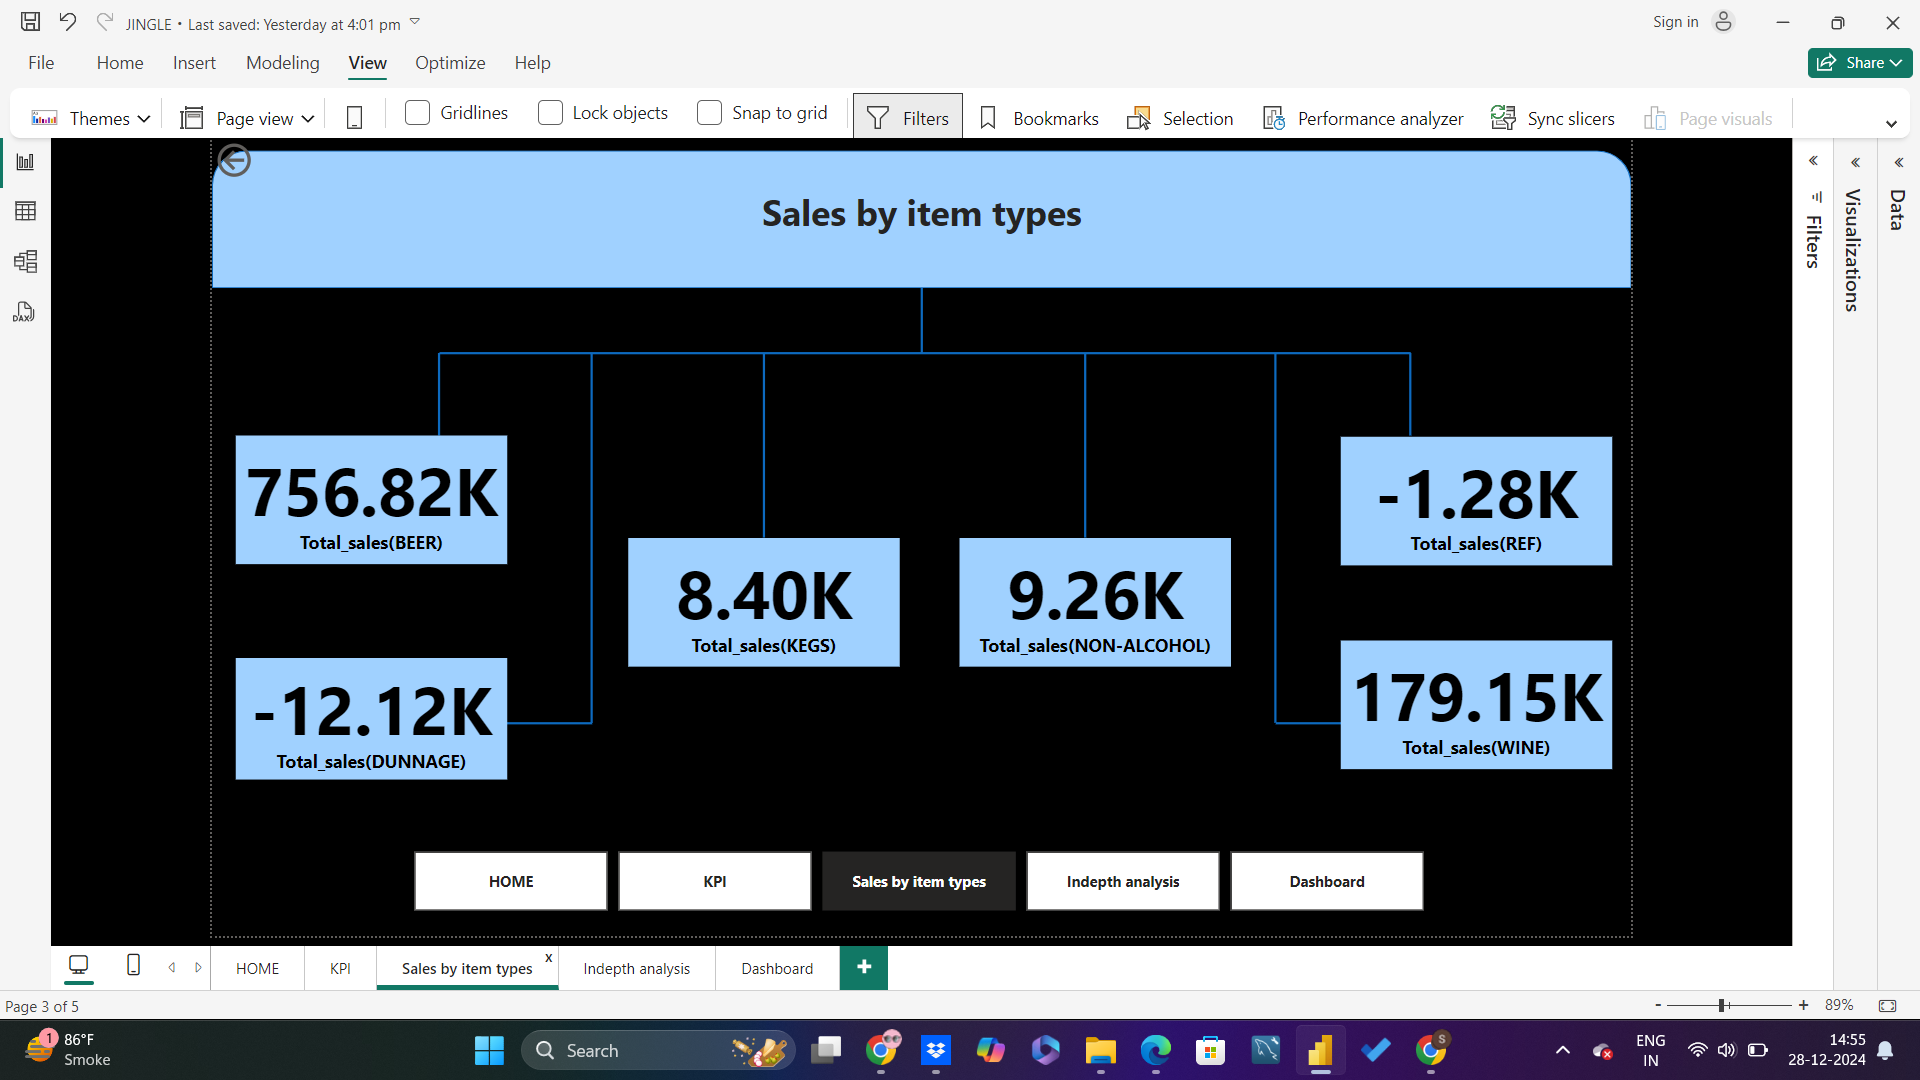 JINGLE • Last saved: Yesterday at 4:01 pm
Sign in
File Home Insert Modeling View Optimize Help
Share
Themes Page view Gridlines Lock objects Snap to grid Filters Bookmarks Selection Performance analyzer Sync slicers Page visuals
DAX
Sales by item types
Filters
Visualizations
Data
756.82K
Total_sales(BEER)
-1.28K
Total_sales(REF)
8.40K
Total_sales(KEGS)
9.26K
Total_sales(NON-ALCOHOL)
-12.12K
Total_sales(DUNNAGE)
179.15K
Total_sales(WINE)
HOME KPI Sales by item types Indepth analysis Dashboard
HOME KPI Sales by item types x Indepth analysis Dashboard +
Page 3 of 5
- + 89%
1
86°F
Smoke
Search
S
ENG
IN
14:55
28-12-2024